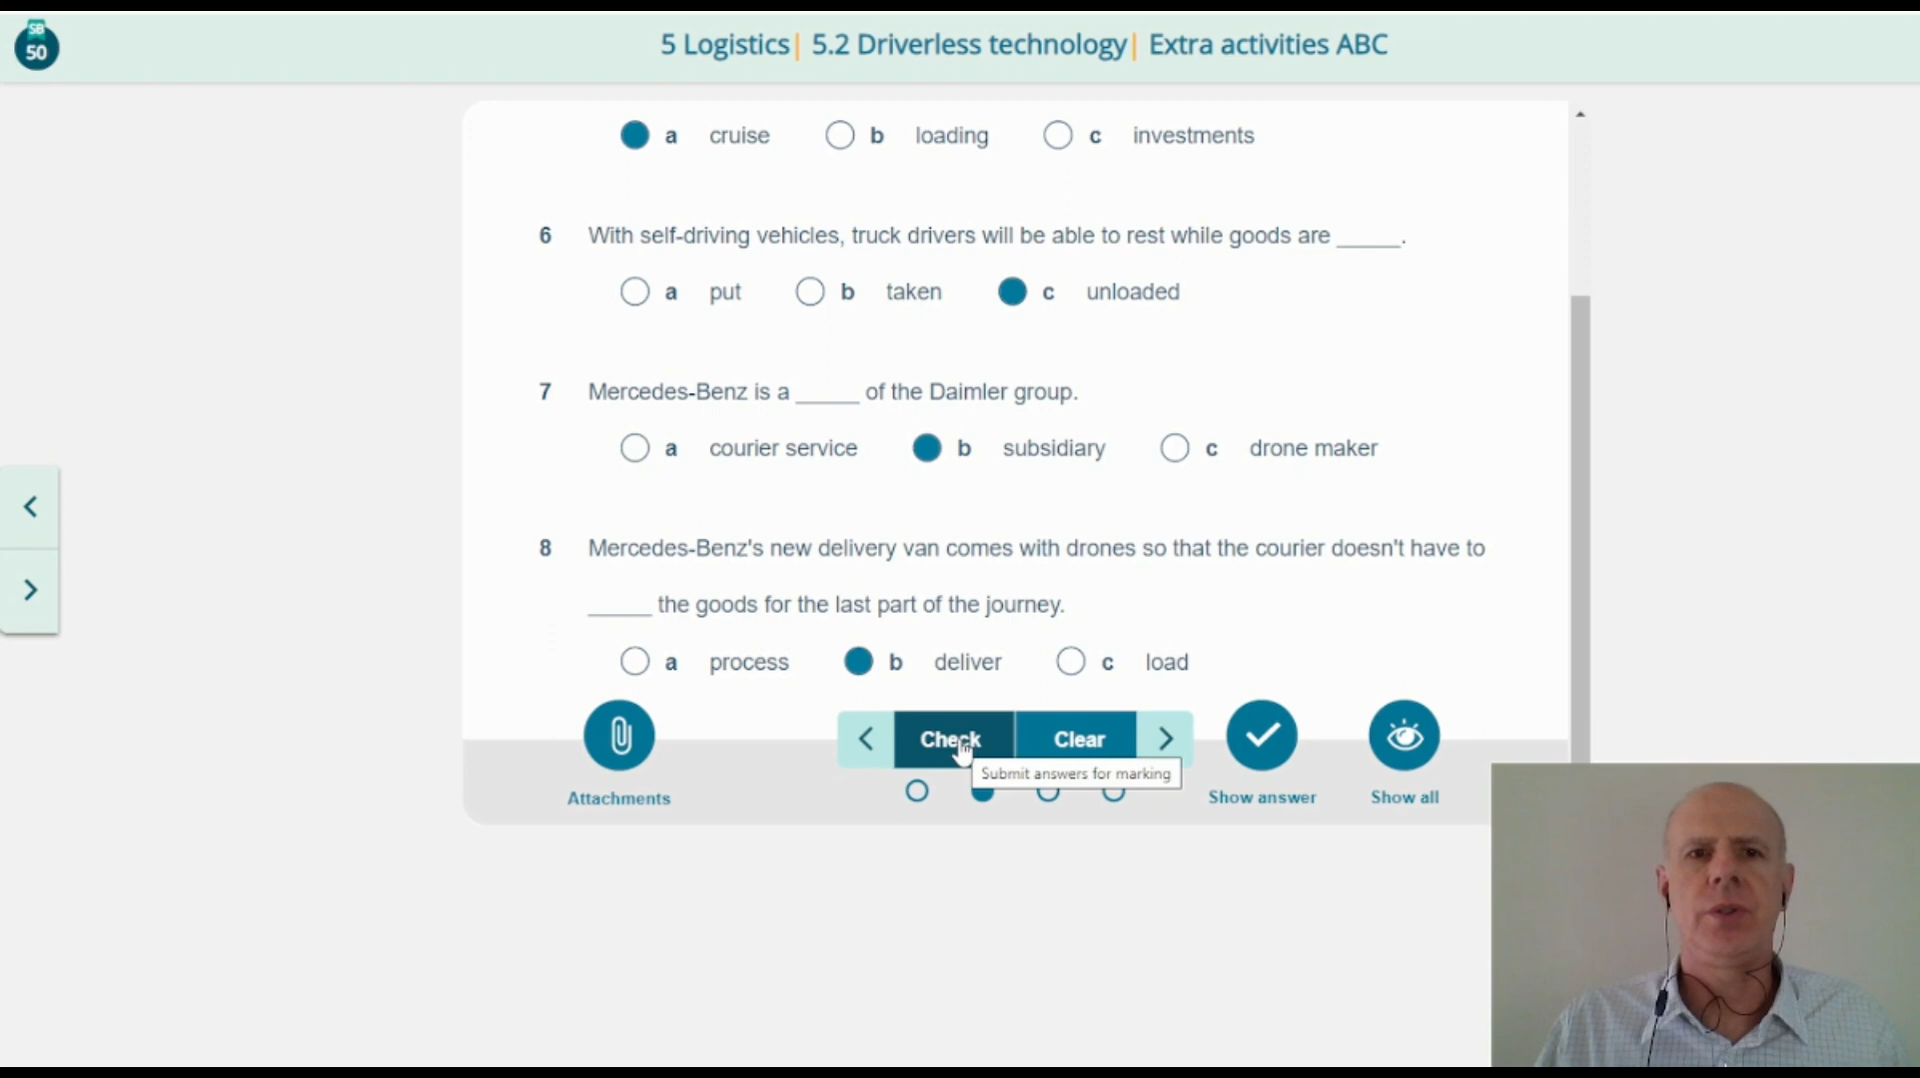 SB
50
5 Logistics| 5.2 Driverless technology| Extra activities ABC
a cruise b loading c investments
6 With self-driving vehicles, truck drivers will be able to rest while goods are _____.
a put b taken c unloaded
7 Mercedes-Benz is a _____ of the Daimler group.
a courier service b subsidiary c drone maker
8 Mercedes-Benz's new delivery van comes with drones so that the courier doesn't have to
_____ the goods for the last part of the journey.
a process b deliver c load
Check Clear
Submit answers for marking
Attachments Show answer Show all